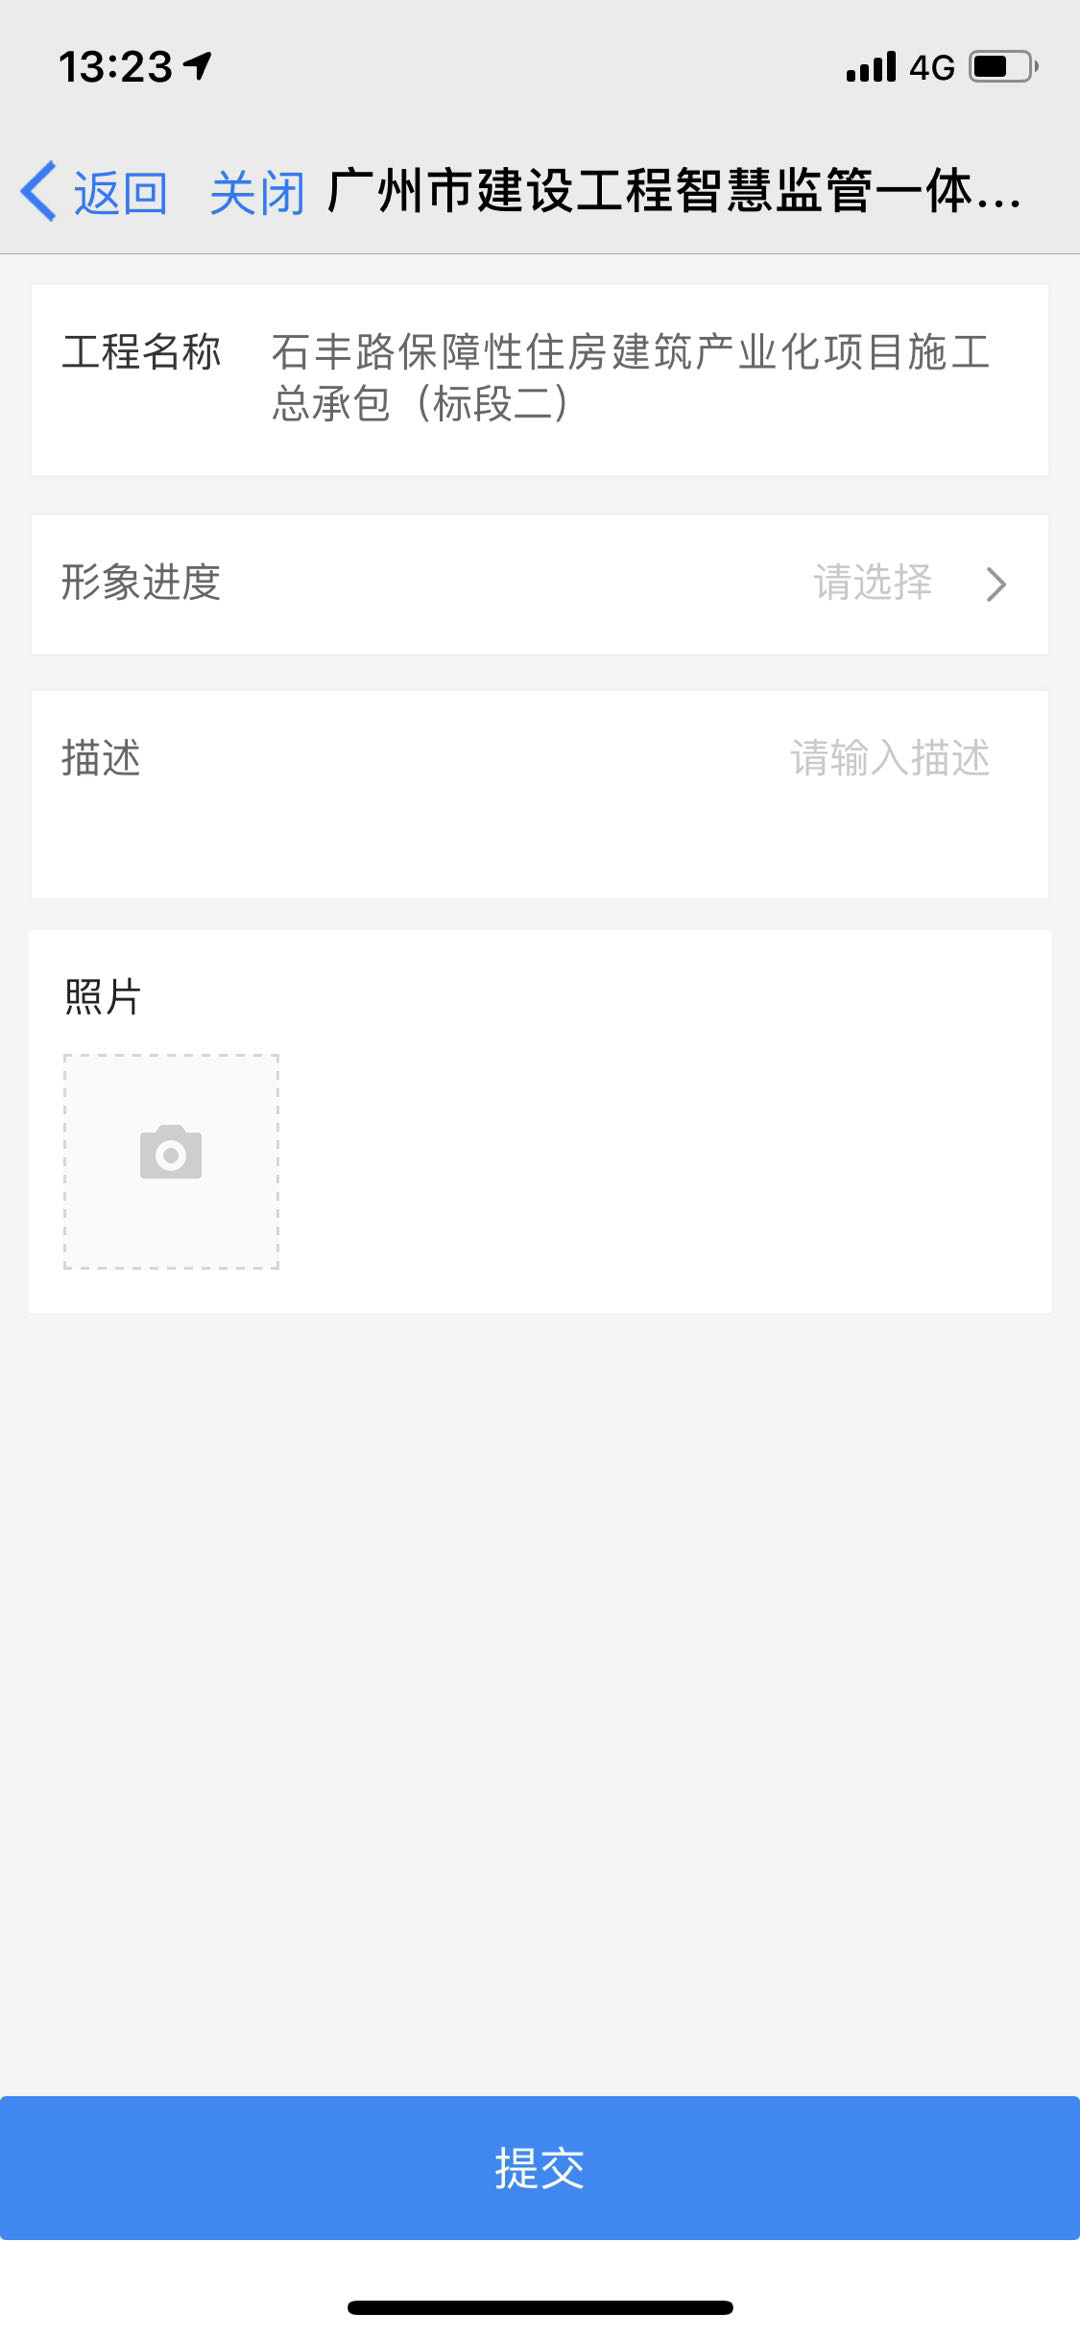 13:23
4G
返回 关闭 广州市建设工程智慧监管一体...
工程名称 石丰路保障性住房建筑产业化项目施工
总承包（标段二）
形象进度 请选择
描述 请输入描述
照片
提交